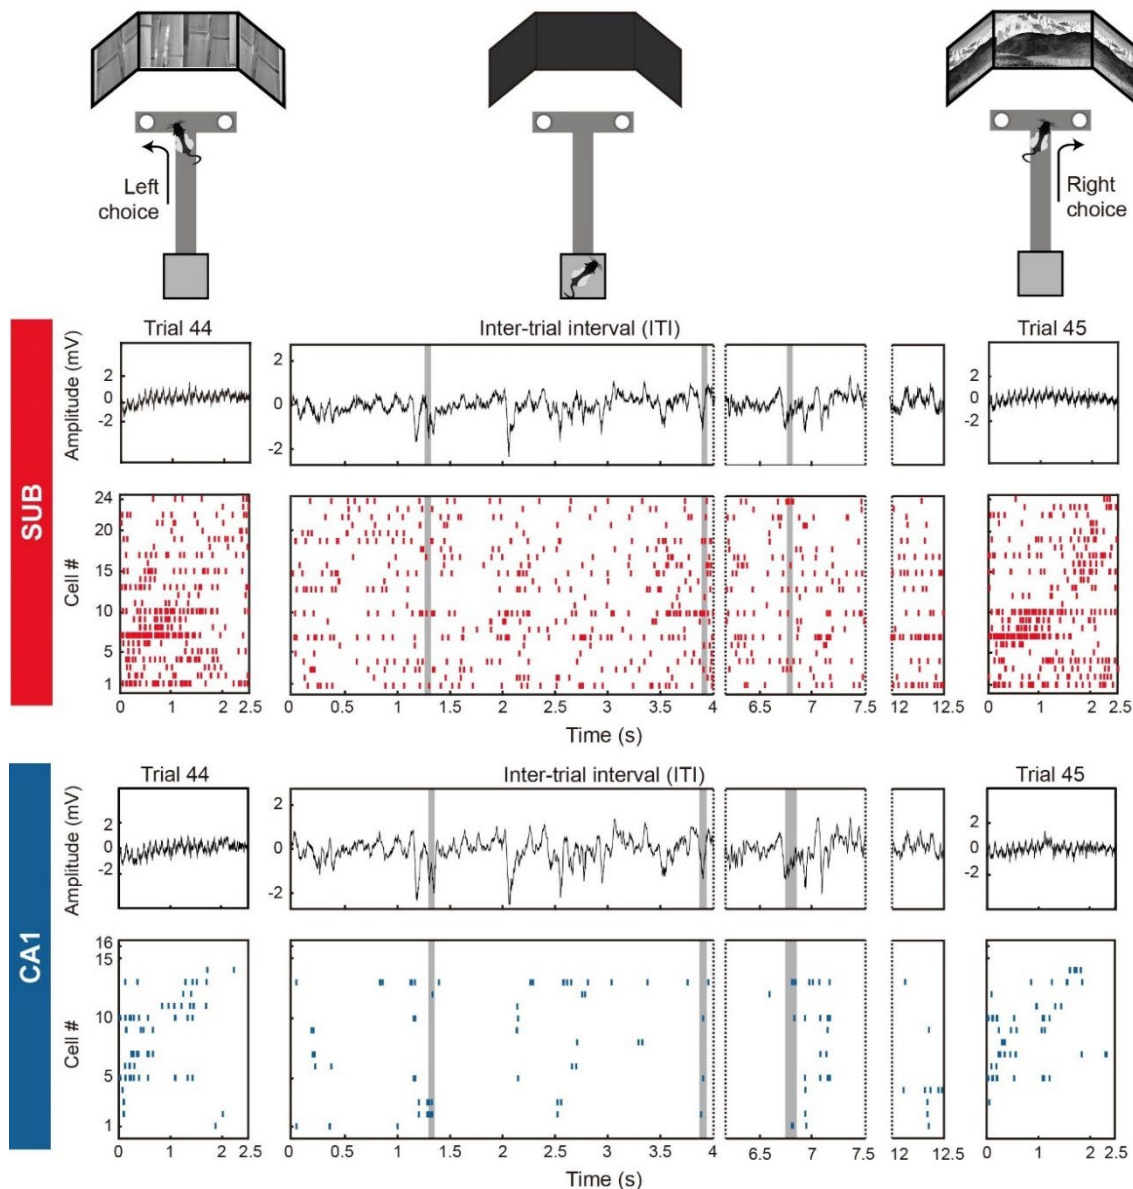 Left
choice
Right
choice
SUB
Trial 44
Inter-trial interval (ITI)
Trial 45
Amplitude (mV)
2
0
-2
2
0
-2
2
0
-2
Cell #
24
20
15
10
5
1
0 1 2 2.5
0 0.5 1 1.5 2 2.5 3 3.5 4
6.5 7 7.5
12 12.5
0 1 2 2.5
Time (s)
CA1
Trial 44
Inter-trial interval (ITI)
Trial 45
Amplitude (mV)
2
0
-2
2
0
-2
2
0
-2
Cell #
16
15
10
5
1
0 1 2 2.5
0 0.5 1 1.5 2 2.5 3 3.5 4
6.5 7 7.5
12 12.5
0 1 2 2.5
Time (s)